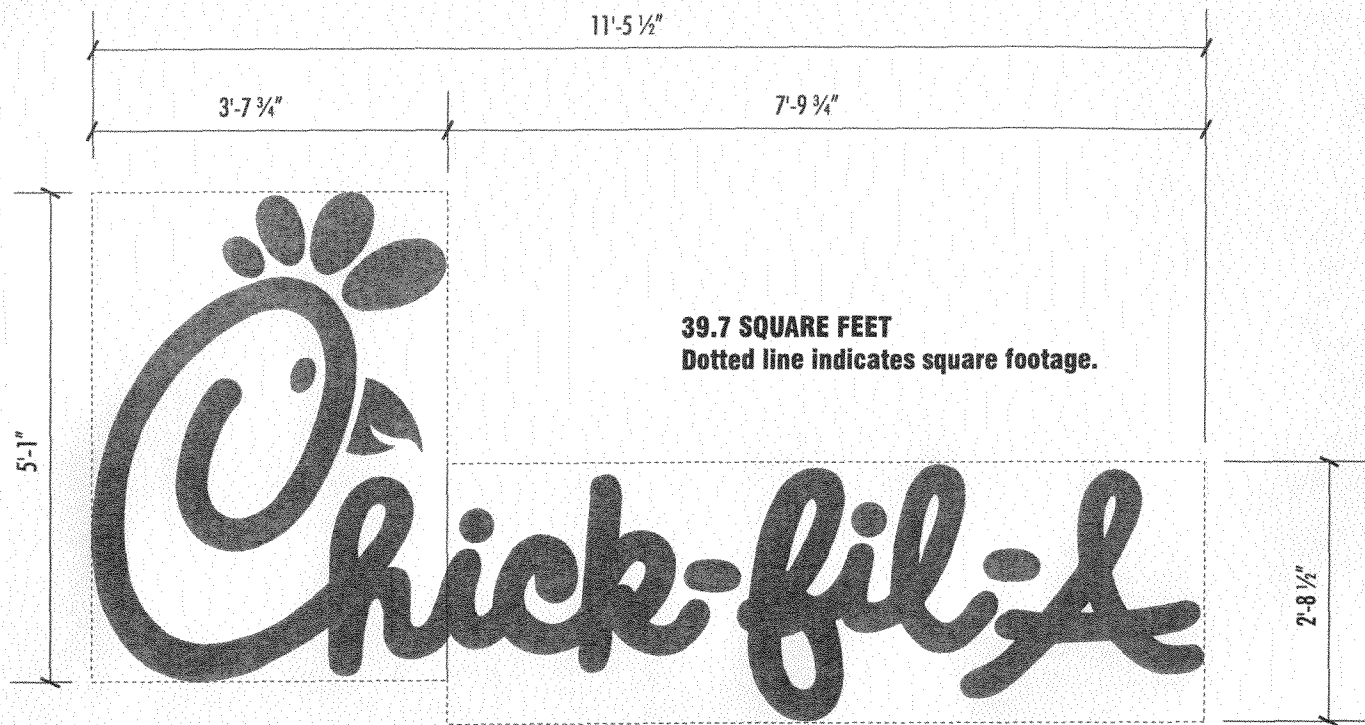 11'-5 ½"
3'-7 ¾"
7'-9 ¾"
39.7 SQUARE FEET
Dotted line indicates square footage.
5'-1"
Chick-fil-A
2'-8 ½"